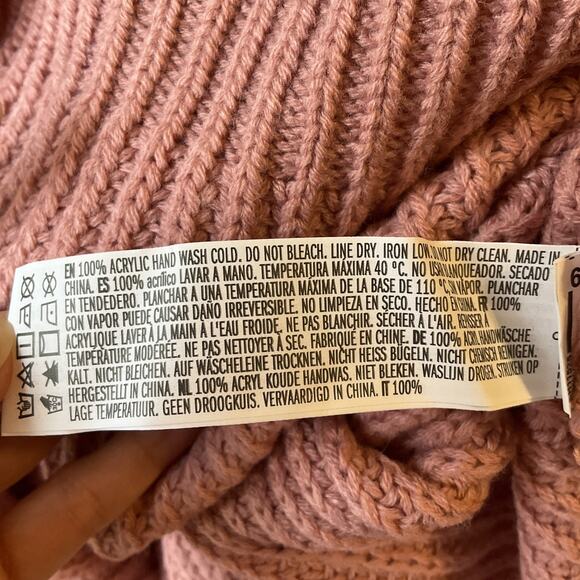 EN 100% ACRYLIC HAND WASH COLD. DO NOT BLEACH. LINE DRY. IRON LOW. DO NOT DRY CLEAN. MADE IN
CHINA. ES 100% acrílico LAVAR A MANO. TEMPERATURA MÁXIMA 40 °C. NO USAR BLANQUEADOR. SECADO
EN TENDEDERO. PLANCHAR A UNA TEMPERATURA MÁXIMA DE LA BASE DE 110 °C SIN VAPOR. PLANCHAR
CON VAPOR PUEDE CAUSAR DAÑO IRREVERSIBLE. NO LIMPIEZA EN SECO. HECHO EN CHINA. FR 100%
ACRYLIQUE LAVER À LA MAIN À L'EAU FROIDE. NE PAS BLANCHIR. SÉCHER À L'AIR. REPASSER À
TEMPÉRATURE MODÉRÉE. NE PAS NETTOYER À SEC. FABRIQUÉ EN CHINE. DE 100% ACRYL HANDWÄSCHE
KALT. NICHT BLEICHEN. AUF WÄSCHELEINE TROCKNEN. NICHT HEISS BÜGELN. NICHT CHEMISCH REINIGEN.
HERGESTELLT IN CHINA. NL 100% ACRYL KOUDE HANDWAS. NIET BLEKEN. WASLIJN DROGEN. STRIJKEN OP
LAGE TEMPERATUUR. GEEN DROOGKUIS. VERVAARDIGD IN CHINA. IT 100%
6